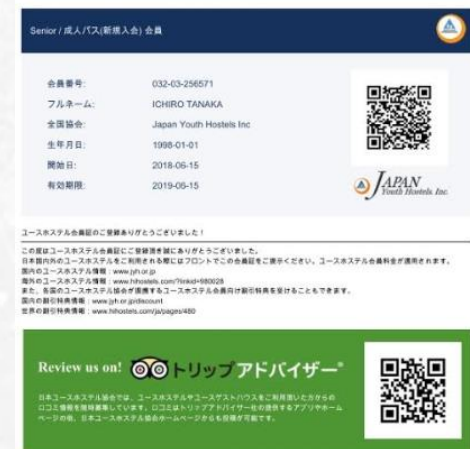 Senior / 成人パス(新規入会) 会員
会員番号: 032-03-256571
フルネーム: ICHIRO TANAKA
全国協会: Japan Youth Hostels Inc
生年月日: 1998-01-01
開始日: 2018-06-15
有効期限: 2019-06-15
JAPAN
Youth Hostels, Inc.
ユースホステル会員証のご登録ありがとうございました!
この度はユースホステル会員証にご登録頂き誠にありがとうございました。
日本国内外のユースホステルをご利用される際にはフロントでこの会員証をご提示ください。ユースホステル会員料金が適用されます。
国内のユースホステル情報 : www.jyh.or.jp
海外のユースホステル情報 : www.hihostels.com/?linkid=980028
また、各国のユースホステル協会が提携するユースホステル会員向け割引特典を受けることもできます。
国内の割引特典情報 : www.jyh.or.jp/discount
世界の割引特典情報 : www.hihostels.com/ja/pages/480
Review us on! トリップアドバイザー®
日本ユースホステル協会では、ユースホステルやユースゲストハウスをご利用頂いた方からの
口コミ情報を随時募集しています。口コミはトリップアドバイザー社の提供するアプリやホーム
ページの他、日本ユースホステル協会ホームページからも投稿が可能です。